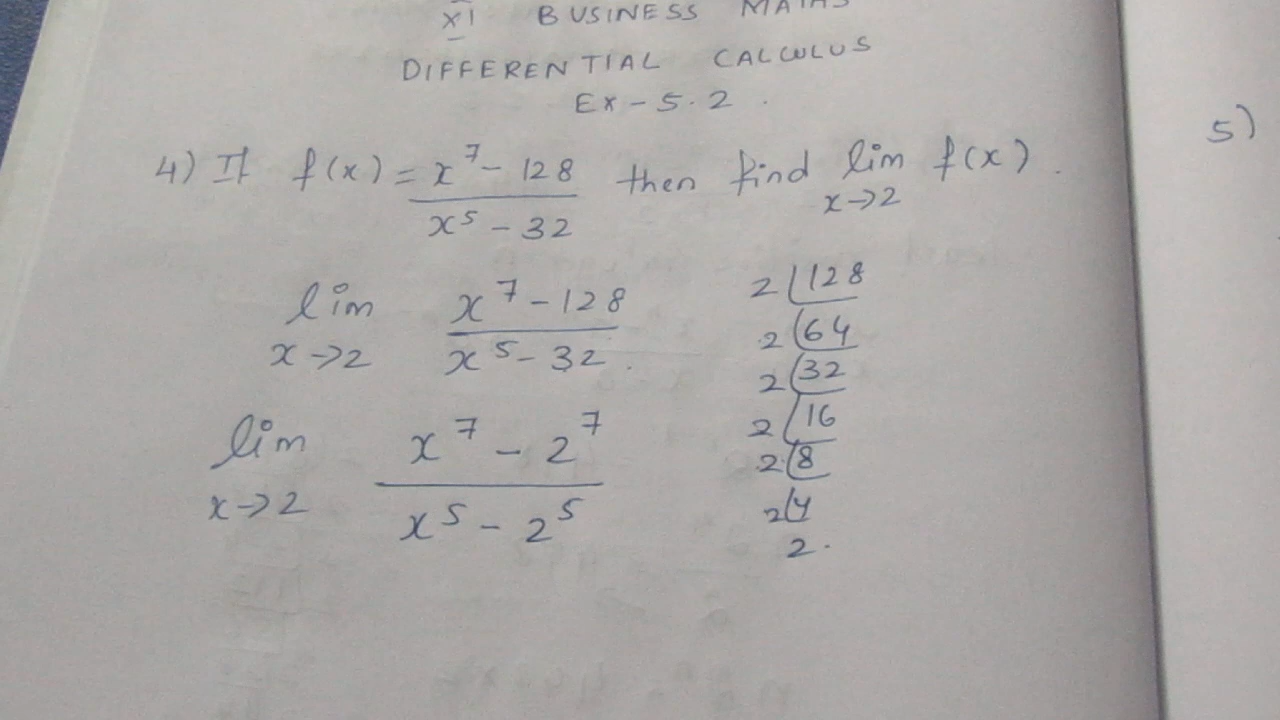 XI BUSINESS MATHS
DIFFERENTIAL CALCULUS
Ex - 5.2.
4) If f(x) = x^7 - 128 / x^5 - 32 then find lim x→2 f(x).
lim x→2 x^7 - 128 / x^5 - 32.
lim x→2 x^7 - 2^7 / x^5 - 2^5
2 128
2 64
2 32
2 16
2 8
2 4
2.
5)